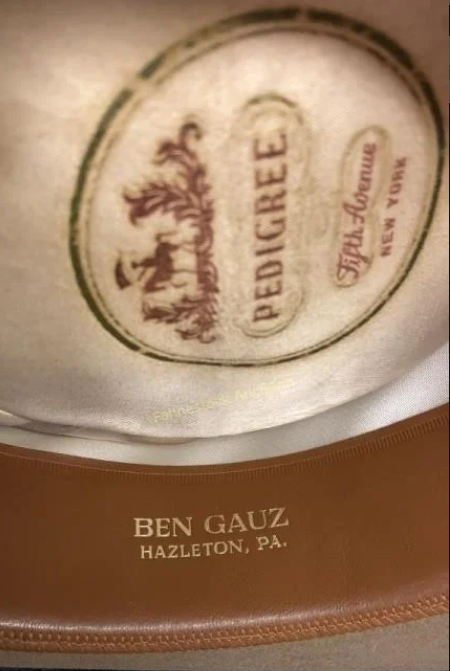 PEDIGREE
Fifth Avenue
NEW YORK
BEN GAUZ
HAZLETON, PA.